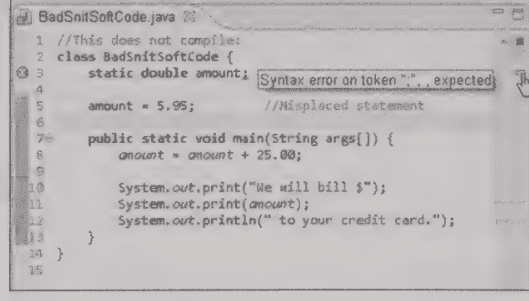 BadSnitSoftCode.java
1 //This does not compile:
2 class BadSnitSoftCode {
3 static double amount; Syntax error on token ";", , expected
4
5 amount = 5.95; //Misplaced statement
6
7 public static void main(String args[]) {
8 amount = amount + 25.00;
9
10 System.out.print("We will bill $");
11 System.out.print(amount);
12 System.out.println(" to your credit card.");
13 }
14 }
15